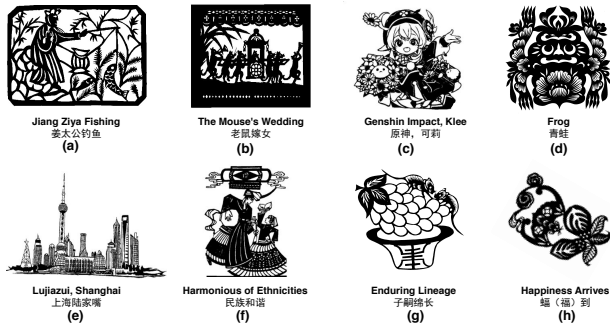 Jiang Ziya Fishing
姜太公钓鱼
(a)
The Mouse's Wedding
老鼠嫁女
(b)
Genshin Impact, Klee
原神，可莉
(c)
Frog
青蛙
(d)
Lujiazui, Shanghai
上海陆家嘴
(e)
Harmonious of Ethnicities
民族和谐
(f)
Enduring Lineage
子嗣绵长
(g)
Happiness Arrives
蝠（福）到
(h)